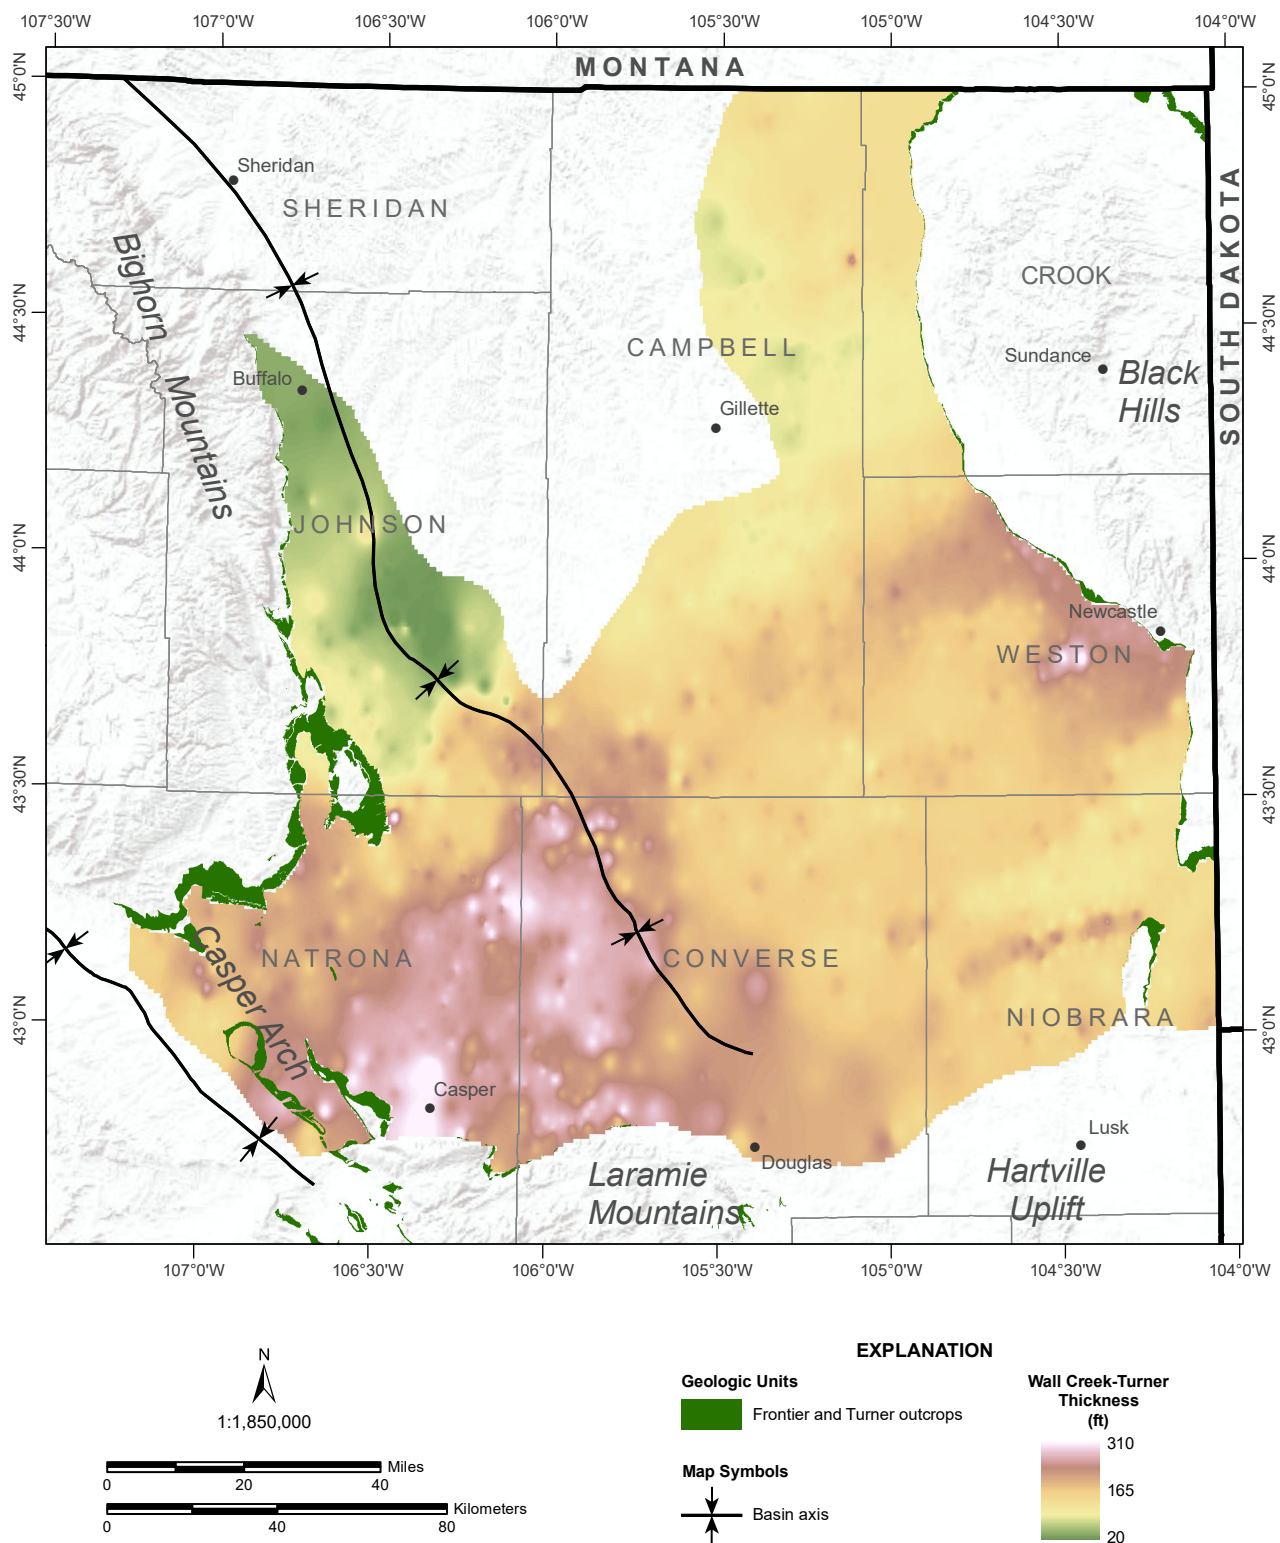 107°30'W 107°0'W 106°30'W 106°0'W 105°30'W 105°0'W 104°30'W 104°0'W
MONTANA
45°0'N
45°0'N
Sheridan
SHERIDAN
SOUTH DAKOTA
Bighorn
Mountains
CROOK
44°30'N
44°30'N
CAMPBELL
Sundance
Black
Hills
Buffalo
Gillette
JOHNSON
44°0'N
44°0'N
Newcastle
WESTON
43°30'N
43°30'N
Casper Arch
NATRONA
CONVERSE
NIOBRARA
43°0'N
43°0'N
Casper
Lusk
Douglas
Laramie
Mountains
Hartville
Uplift
107°0'W 106°30'W 106°0'W 105°30'W 105°0'W 104°30'W 104°0'W
N
1:1,850,000
Miles
0 20 40
Kilometers
0 40 80
EXPLANATION
Geologic Units
Frontier and Turner outcrops
Map Symbols
Basin axis
Wall Creek-Turner
Thickness
(ft)
310
165
20